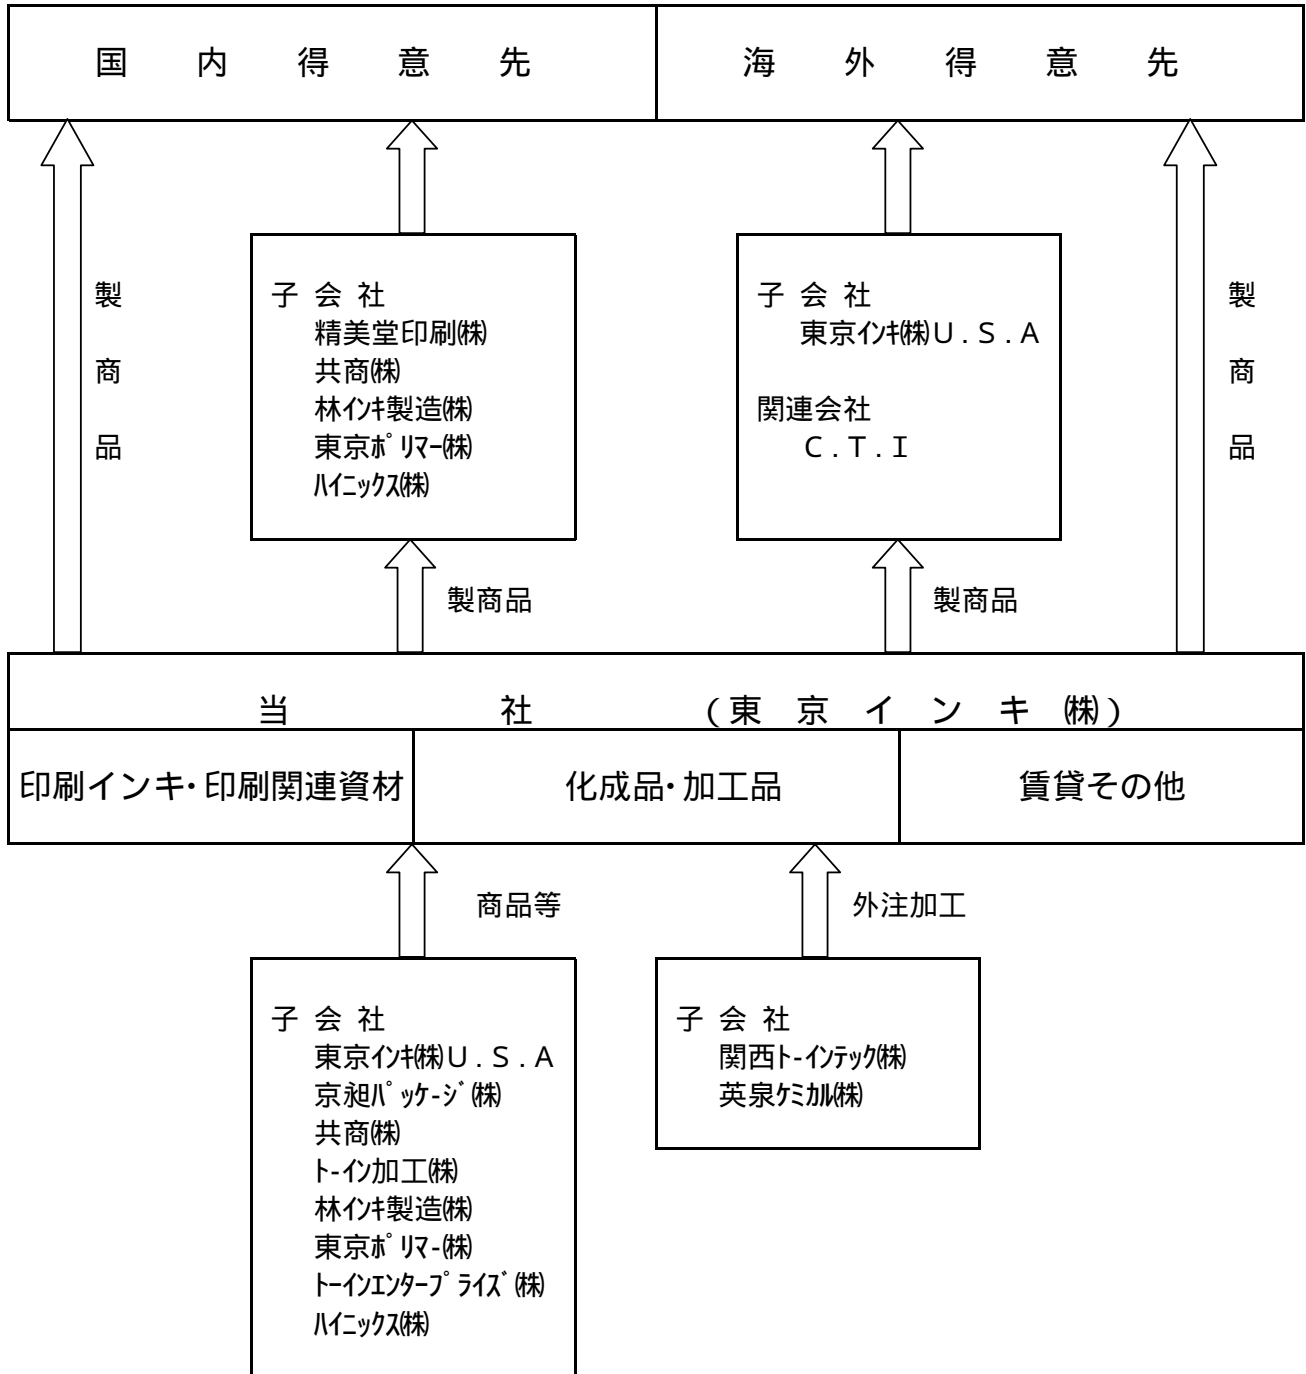 国内得意先
海外得意先
製商品
子会社
精美堂印刷㈱
共商㈱
林ｲﾝｷ製造㈱
東京ﾎﾟﾘﾏｰ㈱
ﾊｲﾆｯｸｽ㈱
子会社
東京ｲﾝｷ㈱Ｕ．Ｓ．Ａ
関連会社
Ｃ．Ｔ．Ｉ
製商品
製商品
製商品
当社（東京インキ㈱）
印刷インキ・印刷関連資材
化成品・加工品
賃貸その他
商品等
外注加工
子会社
東京ｲﾝｷ㈱Ｕ．Ｓ．Ａ
京昶ﾊﾟｯｹ-ｼﾞ㈱
共商㈱
ﾄ-ｲﾝ加工㈱
林ｲﾝｷ製造㈱
東京ﾎﾟﾘﾏ-㈱
ﾄｰｲﾝｴﾝﾀｰﾌﾟﾗｲｽﾞ㈱
ﾊｲﾆｯｸｽ㈱
子会社
関西ﾄ-ｲﾝﾃｯｸ㈱
英泉ｹﾐｶﾙ㈱